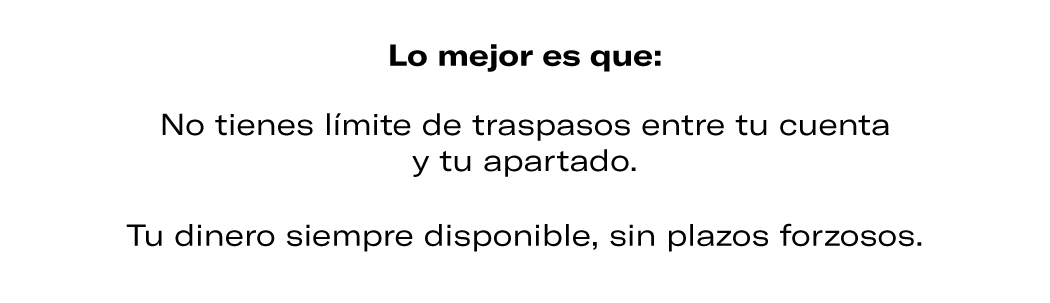 Lo mejor es que:
No tienes límite de traspasos entre tu cuenta
y tu apartado.
Tu dinero siempre disponible, sin plazos forzosos.